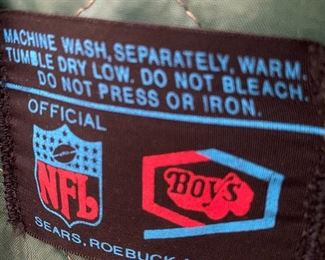 MACHINE WASH, SEPARATELY, WARM.
TUMBLE DRY LOW. DO NOT BLEACH.
DO NOT PRESS OR IRON.
OFFICIAL
NFL
Boys
SEARS, ROEBUCK